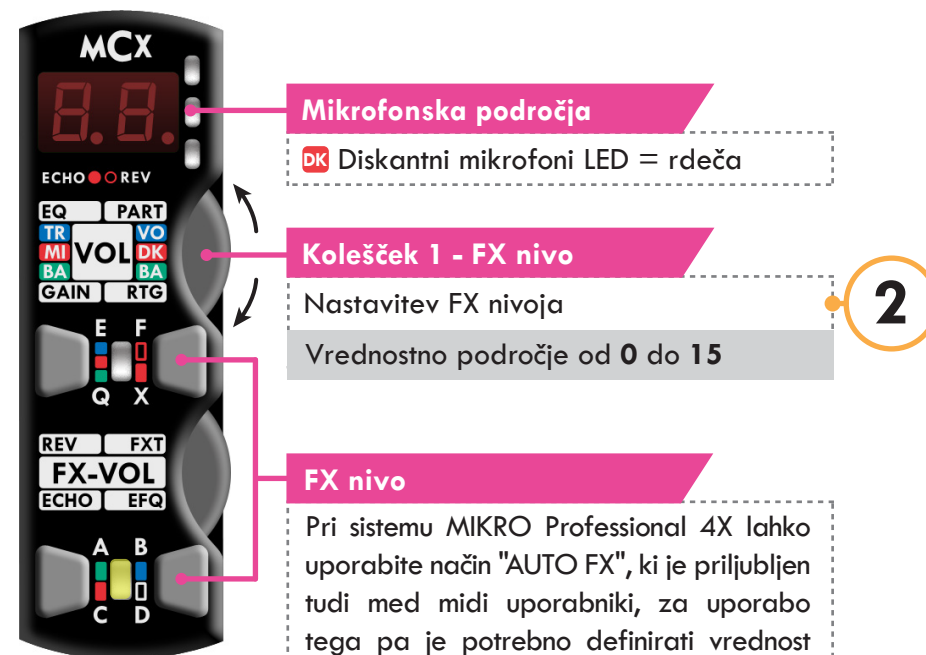 MCX
8.8.
ECHO REV
EQ PART
TR VO
MI VOL DK
BA BA
GAIN RTG
E F
Q X
REV FXT
FX-VOL
ECHO EFQ
A B
C D
Mikrofonska področja
DK Diskantni mikrofoni LED = rdeča
Kolešček 1 - FX nivo
Nastavitev FX nivoja
Vrednostno področje od 0 do 15
2
FX nivo
Pri sistemu MIKRO Professional 4X lahko
uporabite način "AUTO FX", ki je priljubljen
tudi med midi uporabniki, za uporabo
tega pa je potrebno definirati vrednost